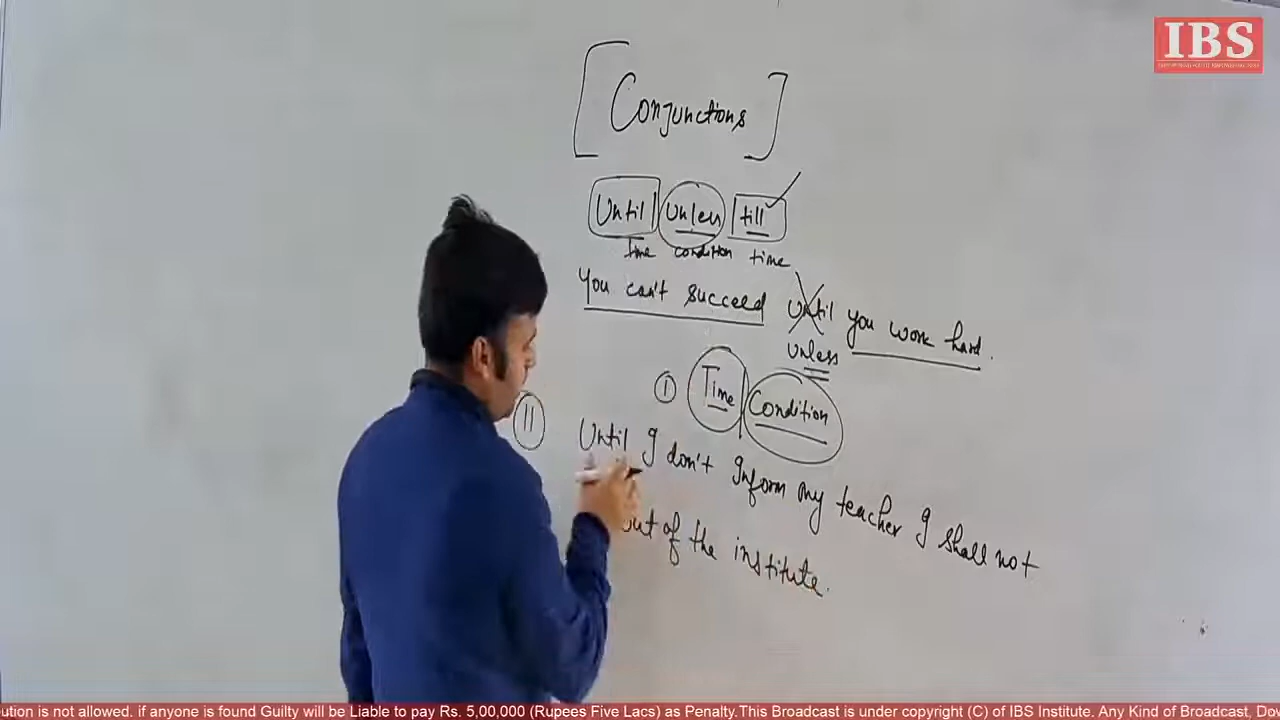 IBS
[Conjunctions]
Until unless till
time condition time
You can't succeed until you work hard.
unless
I Time Condition
II Until I don't Inform my teacher I shall not
out of the institute.
ution is not allowed. if anyone is found Guilty will be Liable to pay Rs. 5,00,000 (Rupees Five Lacs) as Penalty.This Broadcast is under copyright (C) of IBS Institute. Any Kind of Broadcast, Dov